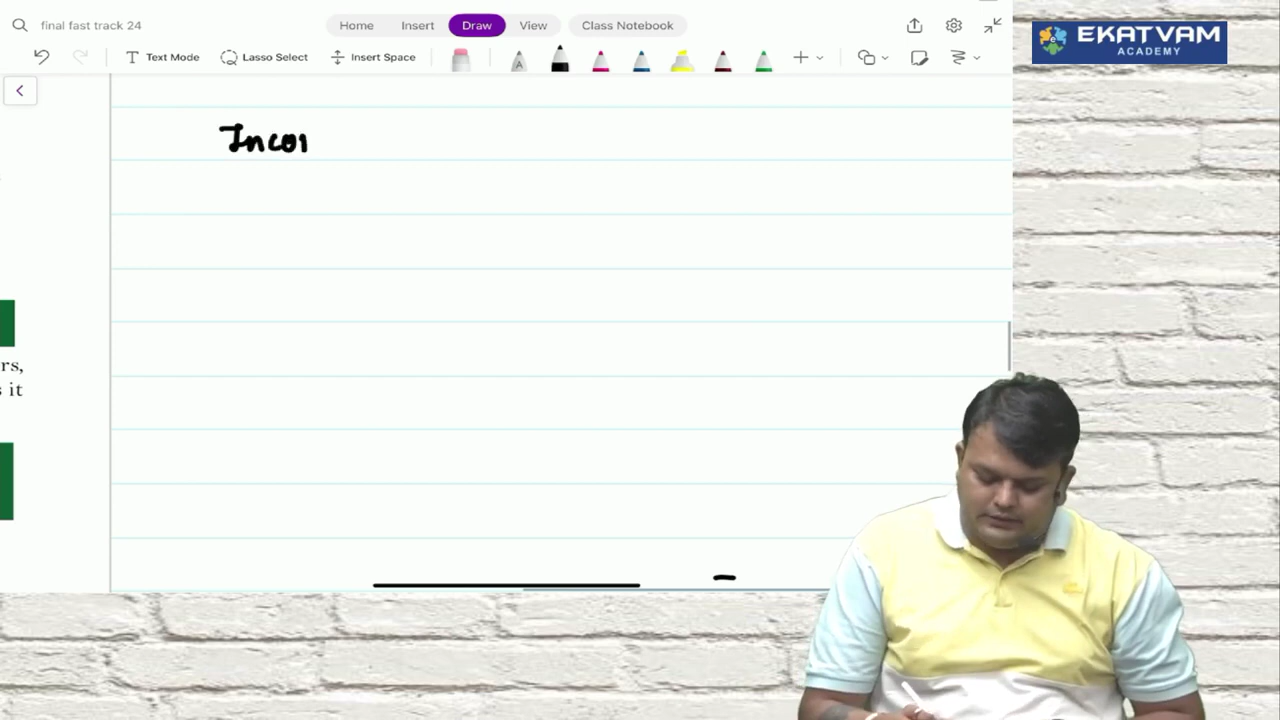 final fast track 24
Home Insert Draw View Class Notebook
EKATVAM
ACADEMY
T Text Mode Lasso Select Insert Space
A
Inco
rs,
s it